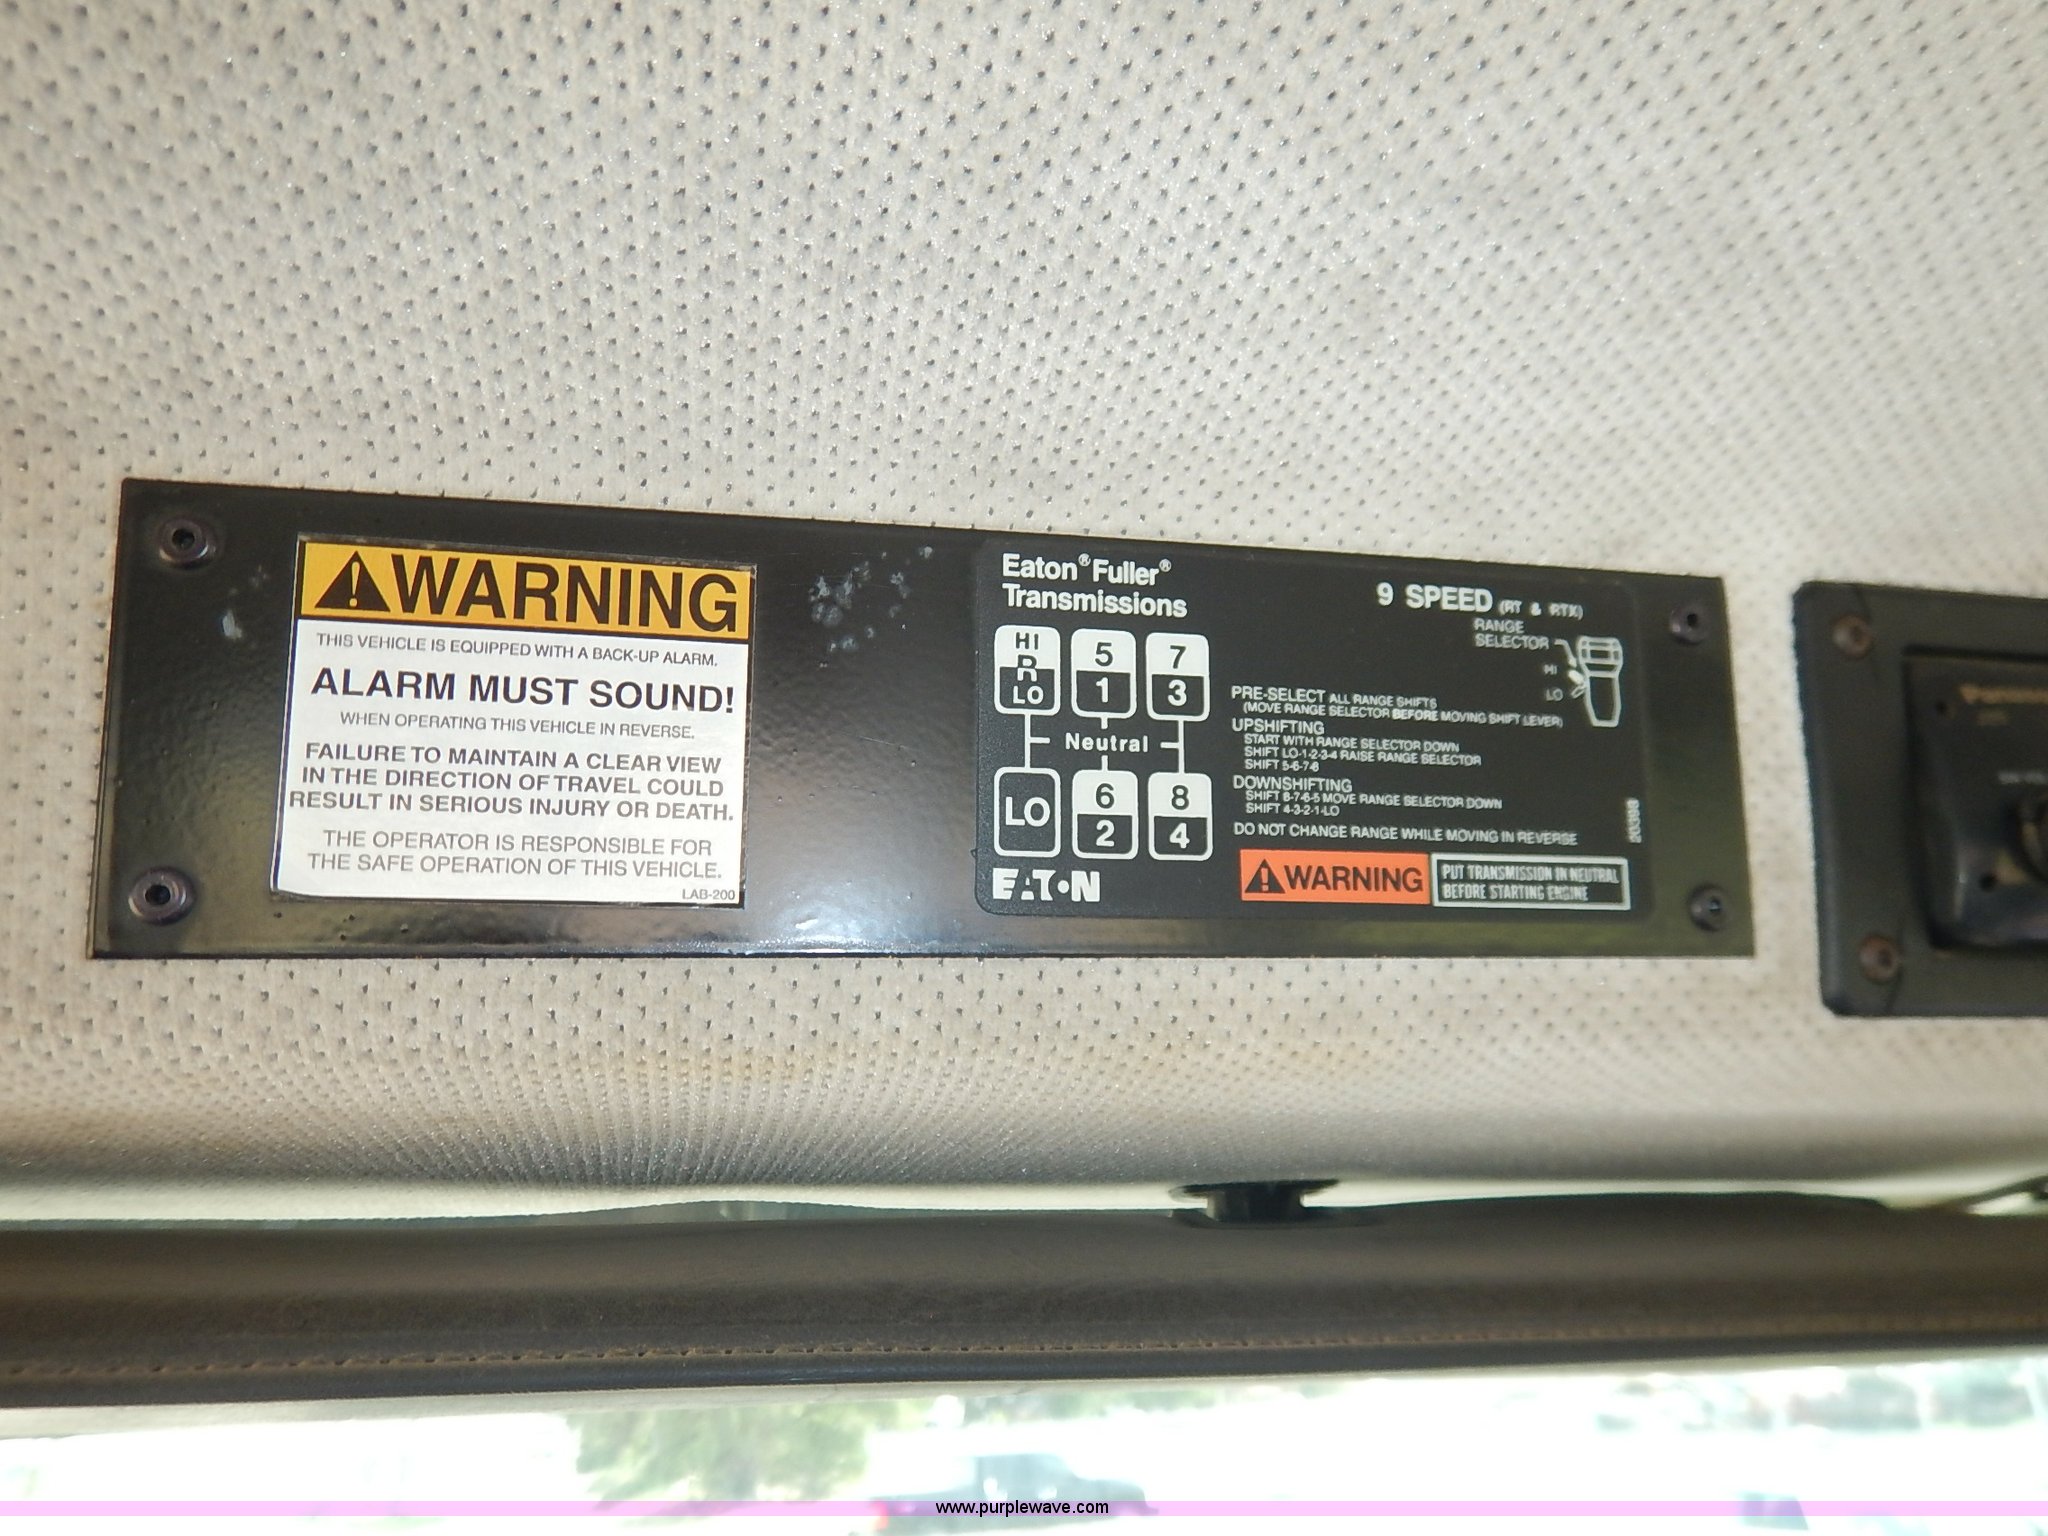 WARNING
THIS VEHICLE IS EQUIPPED WITH A BACK-UP ALARM.
ALARM MUST SOUND!
WHEN OPERATING THIS VEHICLE IN REVERSE.
FAILURE TO MAINTAIN A CLEAR VIEW
IN THE DIRECTION OF TRAVEL COULD
RESULT IN SERIOUS INJURY OR DEATH.
THE OPERATOR IS RESPONSIBLE FOR
THE SAFE OPERATION OF THIS VEHICLE.
LAB-200
Eaton® Fuller®
Transmissions
HI
R
LO
5
1
7
3
Neutral
LO
6
2
8
4
EATON
9 SPEED (RT & RTX)
RANGE
SELECTOR
HI
LO
PRE-SELECT ALL RANGE SHIFTS
(MOVE RANGE SELECTOR BEFORE MOVING SHIFT LEVER)
UPSHIFTING
START WITH RANGE SELECTOR DOWN
SHIFT LO-1-2-3-4 RAISE RANGE SELECTOR
SHIFT 5-6-7-8
DOWNSHIFTING
SHIFT 8-7-6-5 MOVE RANGE SELECTOR DOWN
SHIFT 4-3-2-1-LO
DO NOT CHANGE RANGE WHILE MOVING IN REVERSE
WARNING
PUT TRANSMISSION IN NEUTRAL
BEFORE STARTING ENGINE
www.purplewave.com